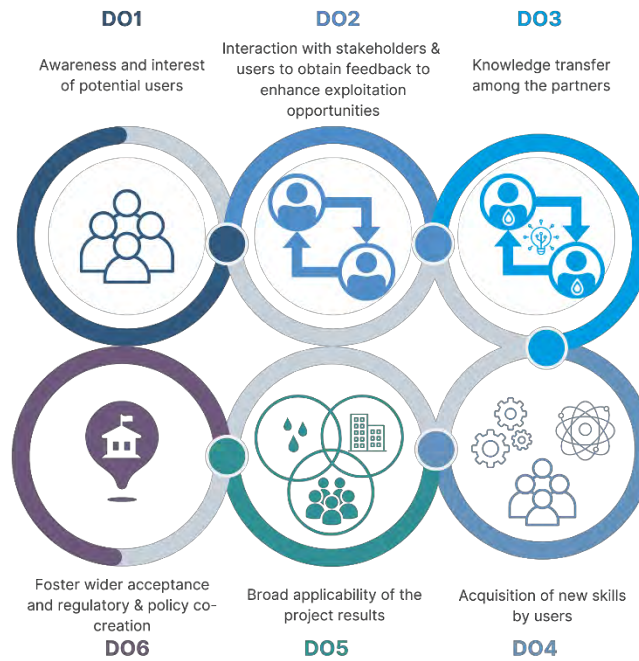 DO1
Awareness and interest
of potential users
DO2
Interaction with stakeholders &
users to obtain feedback to
enhance exploitation
opportunities
DO3
Knowledge transfer
among the partners
Foster wider acceptance
and regulatory & policy co-
creation
DO6
Broad applicability of the
project results
DO5
Acquisition of new skills
by users
DO4